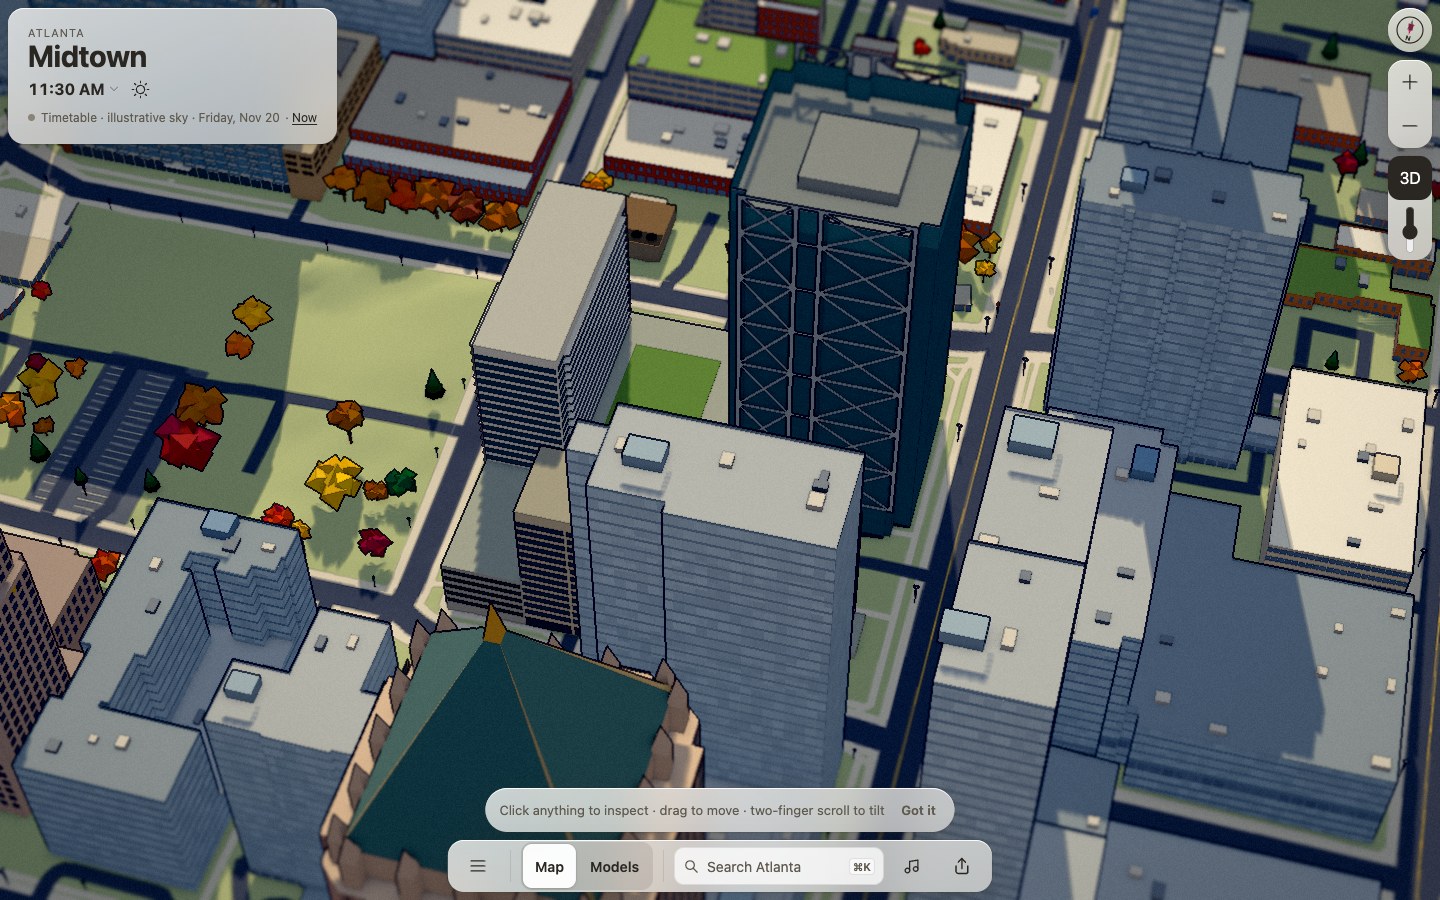 ATLANTA
Midtown
11:30 AM
Timetable · illustrative sky · Friday, Nov 20 · Now
N
+
−
3D
Click anything to inspect · drag to move · two-finger scroll to tilt Got it
Map Models Search Atlanta ⌘K